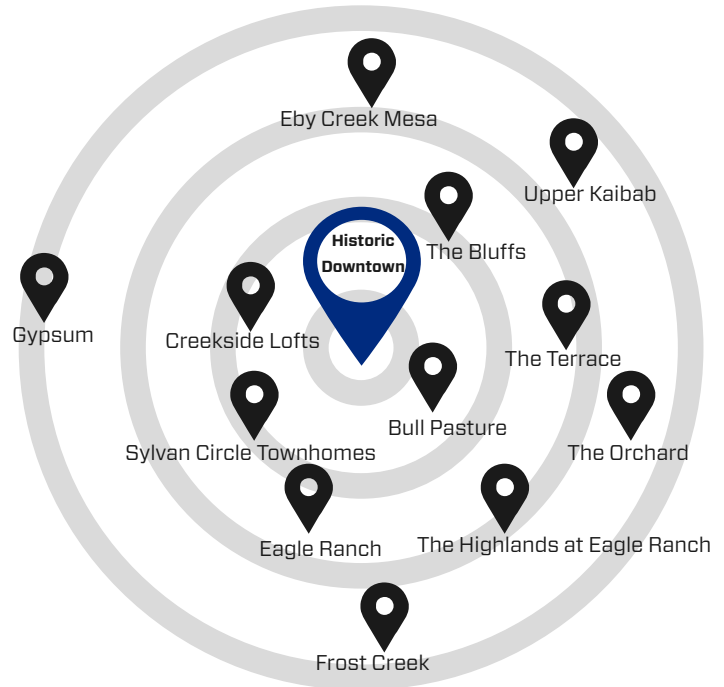 Eby Creek Mesa
Upper Kaibab
Historic
Downtown
The Bluffs
Gypsum
Creekside Lofts
The Terrace
Bull Pasture
The Orchard
Sylvan Circle Townhomes
Eagle Ranch
The Highlands at Eagle Ranch
Frost Creek